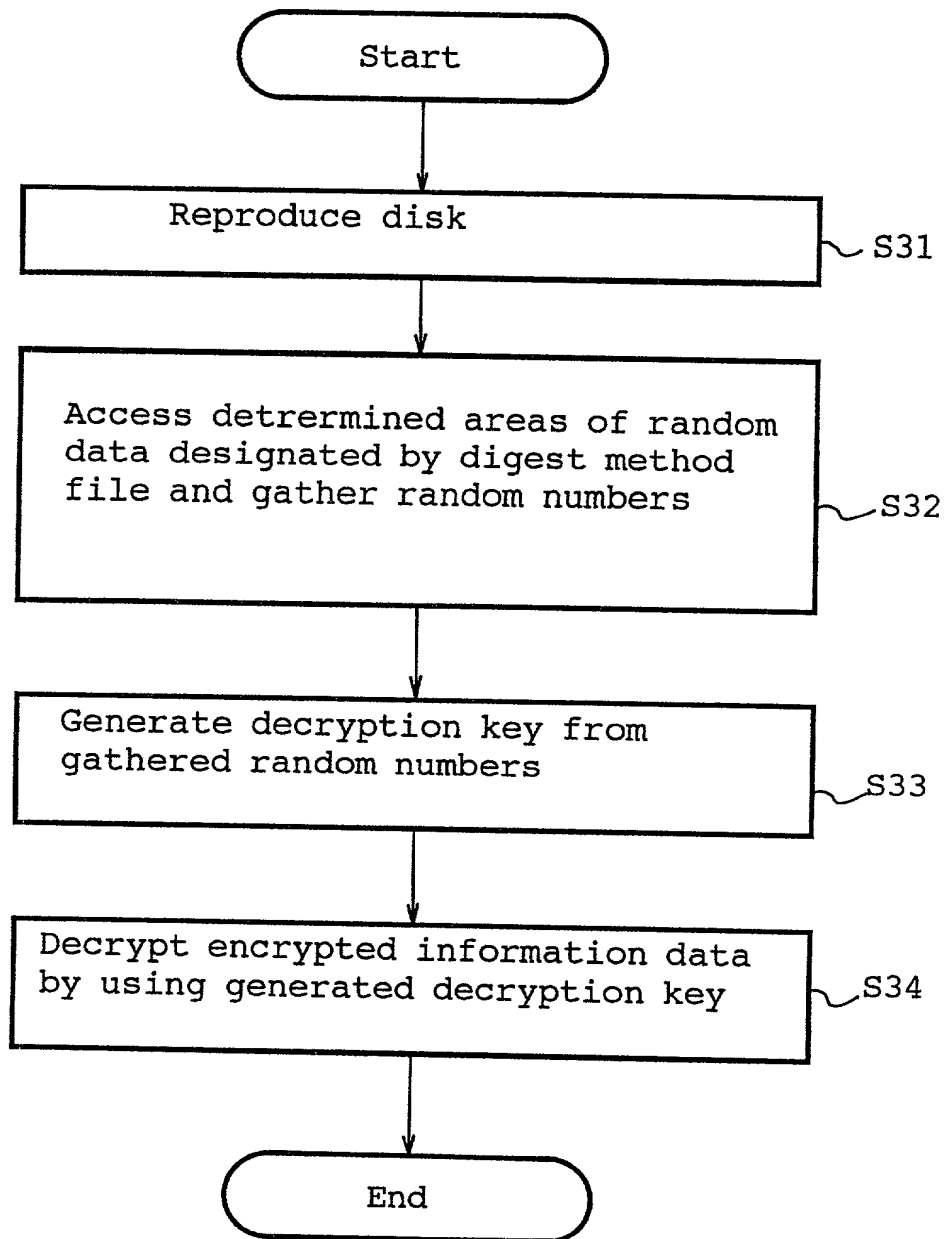 Start
Reproduce disk
S31
Access detrermined areas of random
data designated by digest method
file and gather random numbers
S32
Generate decryption key from
gathered random numbers
S33
Decrypt encrypted information data
by using generated decryption key
S34
End